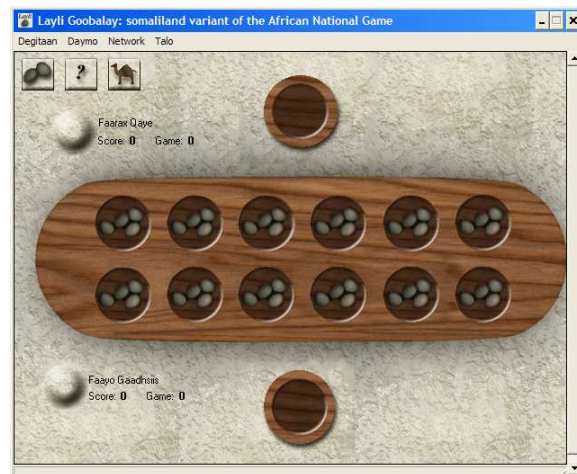 Layli Goobalay: somaliland variant of the African National Game
Degitaan Daymo Network Talo
?
Faarax Qaye
Score: 0 Game: 0
Faayo Gaadhsiis
Score: 0 Game: 0